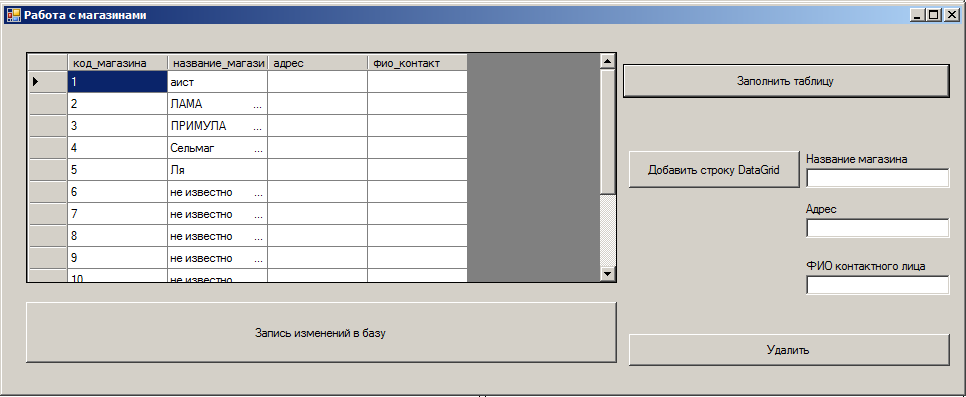 Работа с магазинами
код_магазина название_магази адрес фио_контакт
1 аист
2 ЛАМА ...
3 ПРИМУЛА ...
4 Сельмаг ...
5 Ля
6 не известно ...
7 не известно ...
8 не известно ...
9 не известно ...
10 не известно ...
Запись изменений в базу
Заполнить таблицу
Добавить строку DataGrid
Название магазина
Адрес
ФИО контактного лица
Удалить